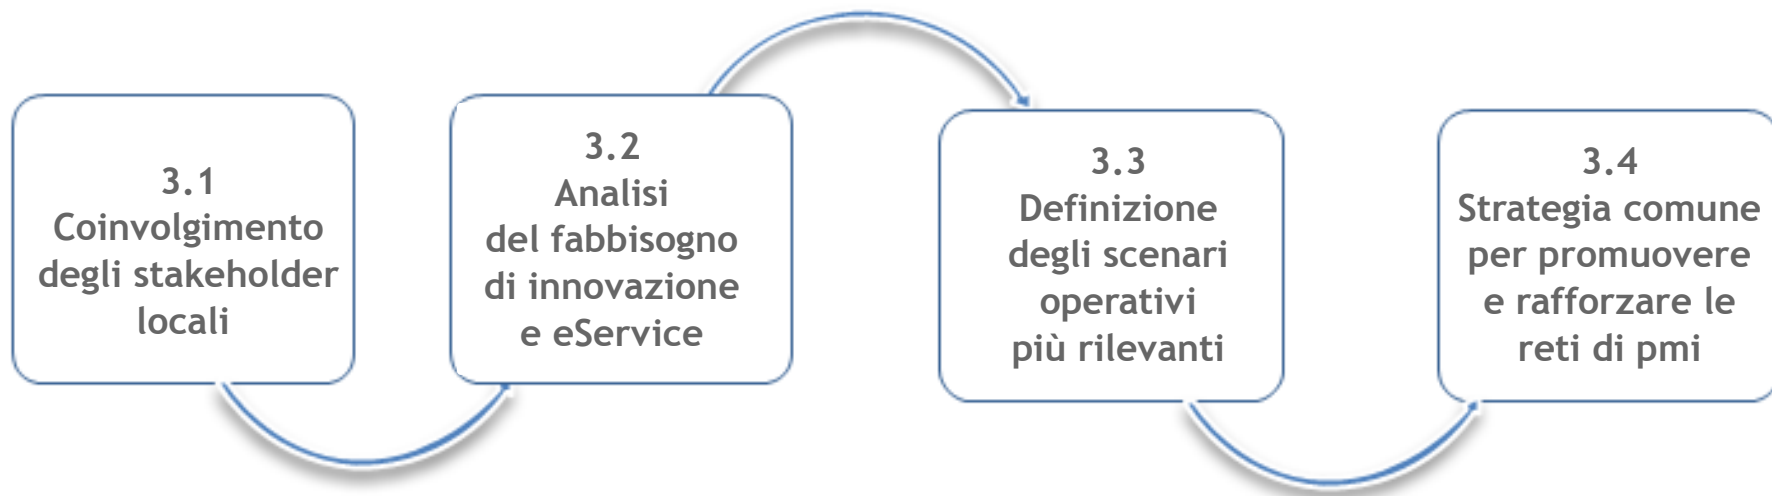 3.1
Coinvolgimento
degli stakeholder
locali
3.2
Analisi
del fabbisogno
di innovazione
e eService
3.3
Definizione
degli scenari
operativi
più rilevanti
3.4
Strategia comune
per promuovere
e rafforzare le
reti di pmi